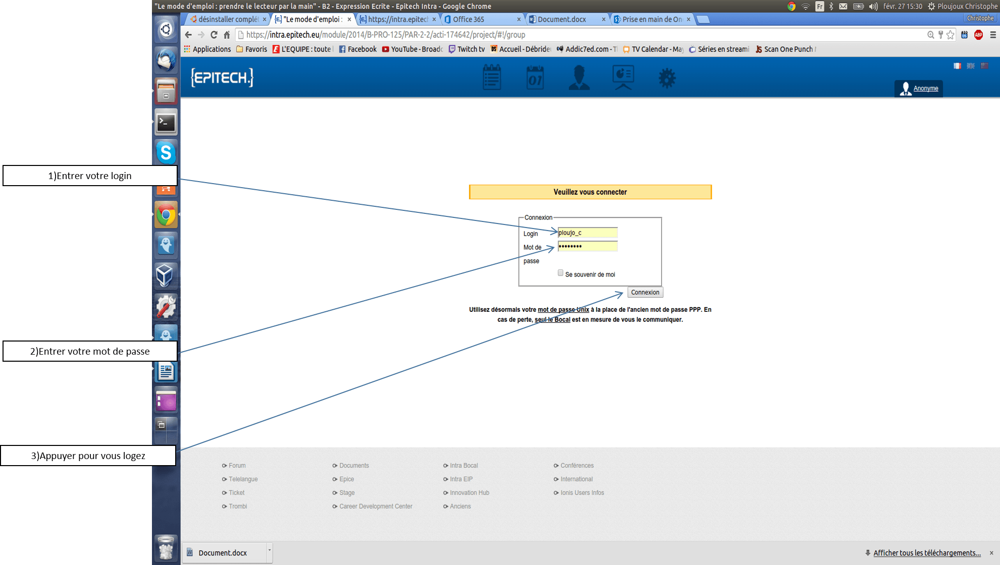 "Le mode d'emploi : prendre le lecteur par la main" - B2 - Expression Ecrite - Epitech Intra - Google Chrome
Fr
févr. 27 15:30
Ploujoux Christophe
désinstaller complét
{E.} "Le mode d'emploi :
{E.} https://intra.epitech
Office 365
Document.docx
Prise en main de On
Christophe
https://intra.epitech.eu/module/2014/B-PRO-125/PAR-2-2/acti-174642/project/#!/group
ABP
Applications
Favoris
L'EQUIPE : toute l
Facebook
YouTube - Broadc
Twitch tv
DS Accueil - Débride
Addic7ed.com - T
TV Calendar - May
Séries en streami
JS Scan One Punch
{EPITECH.}
01
Anonyme
1)Entrer votre login
Veuillez vous connecter
Connexion
Login
ploujo_c
Mot de
passe
••••••••
Se souvenir de moi
Connexion
Utilisez désormais votre mot de passe Unix à la place de l'ancien mot de passe PPP. En
cas de perte, seul le Bocal est en mesure de vous le communiquer.
2)Entrer votre mot de passe
3)Appuyer pour vous logez
Forum
Documents
Intra Bocal
Conférences
Telelangue
Epice
Intra EIP
International
Ticket
Stage
Innovation Hub
Ionis Users Infos
Trombi
Career Development Center
Anciens
Document.docx
Afficher tous les téléchargements...